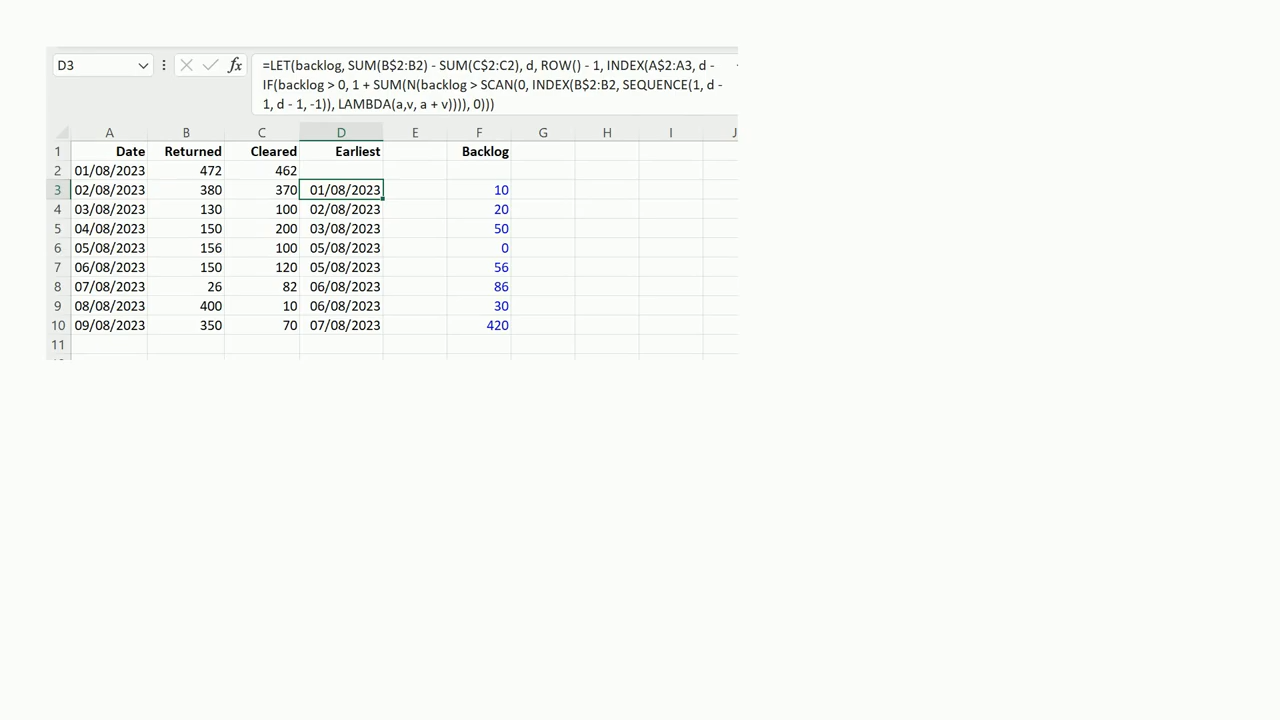 D3 fx =LET(backlog, SUM(B$2:B2) - SUM(C$2:C2), d, ROW() - 1, INDEX(A$2:A3, d -
IF(backlog > 0, 1 + SUM(N(backlog > SCAN(0, INDEX(B$2:B2, SEQUENCE(1, d -
1, d - 1, -1)), LAMBDA(a,v, a + v)))), 0)))
A B C D E F G H I J
1 Date Returned Cleared Earliest Backlog
2 01/08/2023 472 462
3 02/08/2023 380 370 01/08/2023 10
4 03/08/2023 130 100 02/08/2023 20
5 04/08/2023 150 200 03/08/2023 50
6 05/08/2023 156 100 05/08/2023 0
7 06/08/2023 150 120 05/08/2023 56
8 07/08/2023 26 82 06/08/2023 86
9 08/08/2023 400 10 06/08/2023 30
10 09/08/2023 350 70 07/08/2023 420
11